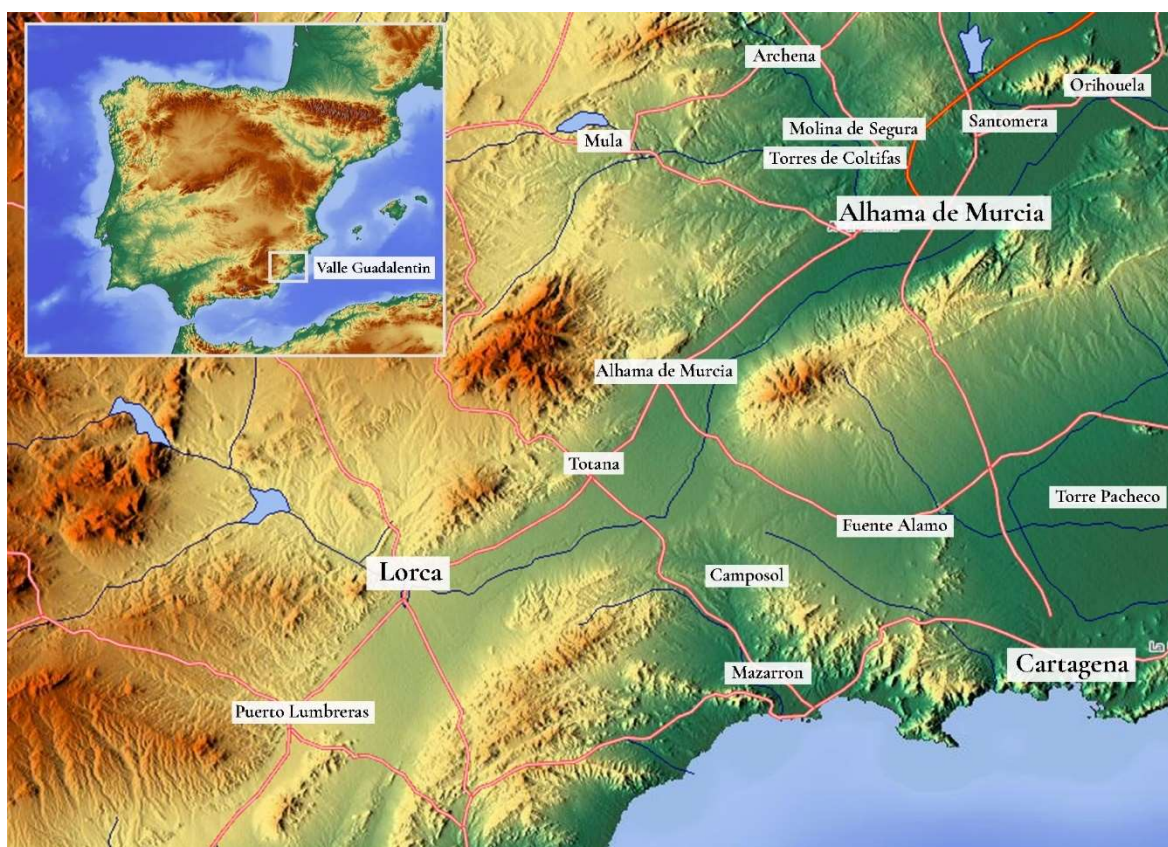 Archena
Orihouela
Molina de Segura
Santomera
Mula
Torres de Coltifas
Alhama de Murcia
Valle Guadalentin
Alhama de Murcia
Totana
Torre Pacheco
Fuente Alamo
Lorca
Camposol
Cartagena
La
Mazarron
Puerto Lumbreras